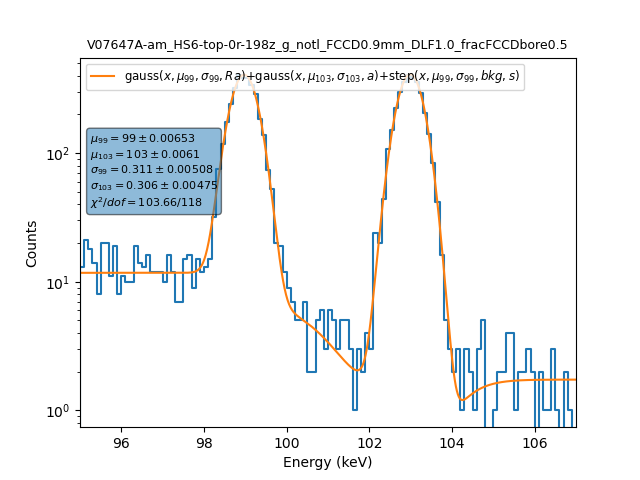 V07647A-am_HS6-top-0r-198z_g_notl_FCCD0.9mm_DLF1.0_fracFCCDbore0.5
gauss(x, μ₉₉, σ₉₉, Ra)+gauss(x, μ₁₀₃, σ₁₀₃, a)+step(x, μ₉₉, σ₉₉, bkg, s)
μ₉₉ = 99 ± 0.00653
μ₁₀₃ = 103 ± 0.0061
σ₉₉ = 0.311 ± 0.00508
σ₁₀₃ = 0.306 ± 0.00475
χ²/dof = 103.66/118
10²
10¹
10⁰
Counts
96 98 100 102 104 106
Energy (keV)